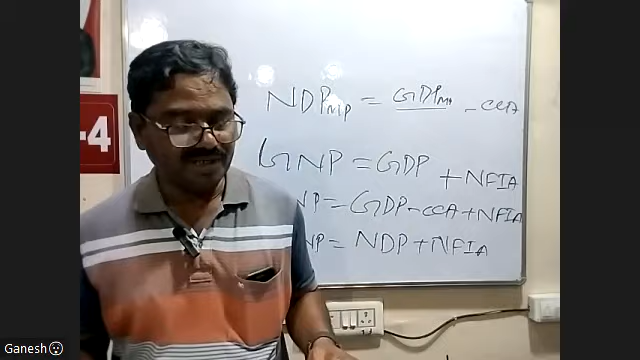 NDPMP = GDPMP - CCA
GNP = GDP + NFIA
NP = GDP - CCA + NFIA
NP = NDP + NFIA
-4
Ganesh